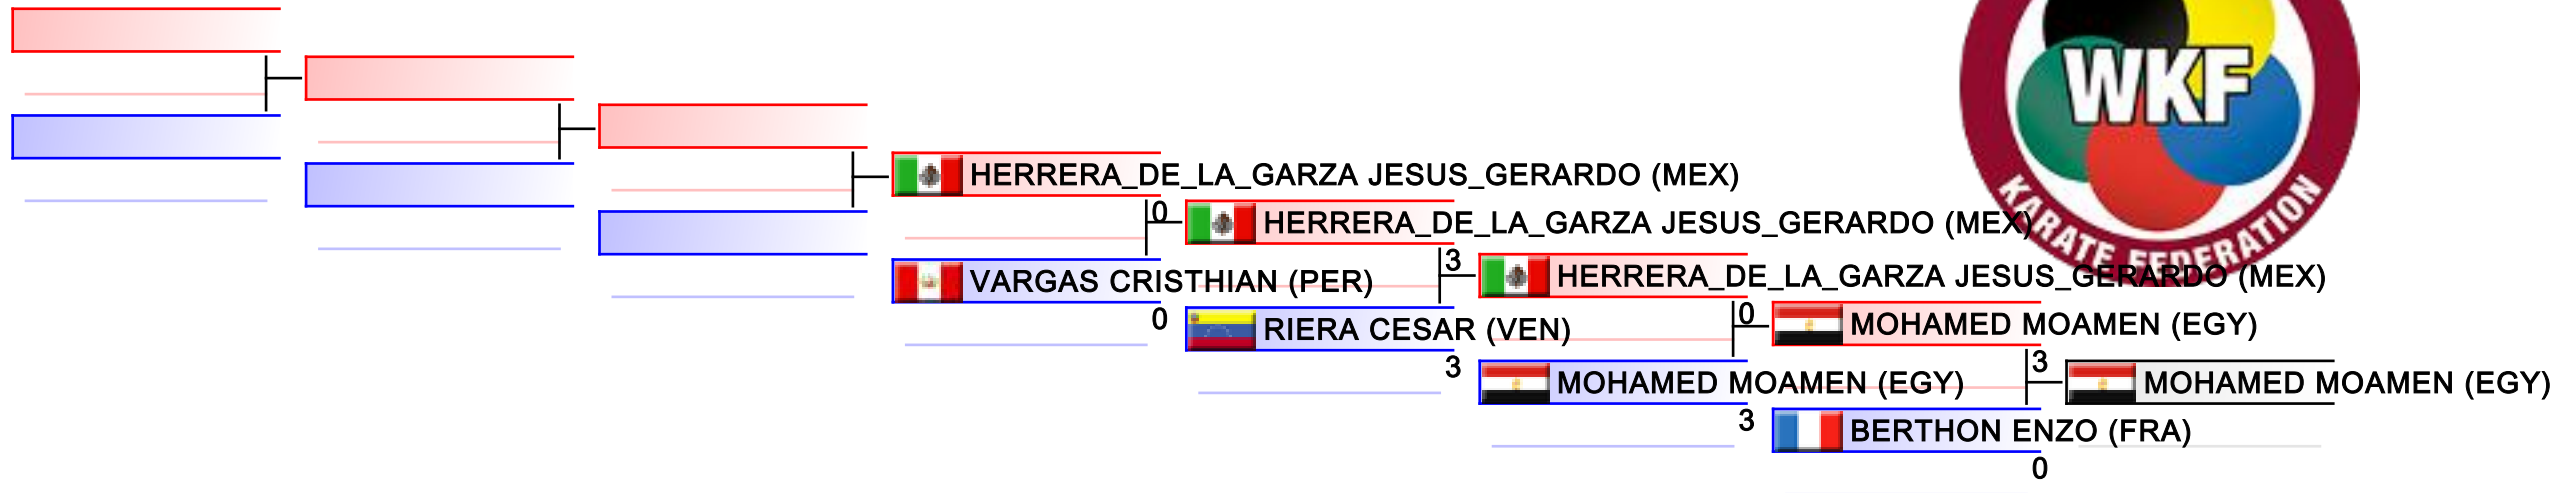 WKF
KARATE FEDERATION
HERRERA_DE_LA_GARZA JESUS_GERARDO (MEX)
0
HERRERA_DE_LA_GARZA JESUS_GERARDO (MEX)
VARGAS CRISTHIAN (PER)
0
3
HERRERA_DE_LA_GARZA JESUS_GERARDO (MEX)
RIERA CESAR (VEN)
3
0
MOHAMED MOAMEN (EGY)
MOHAMED MOAMEN (EGY)
3
3
MOHAMED MOAMEN (EGY)
BERTHON ENZO (FRA)
0